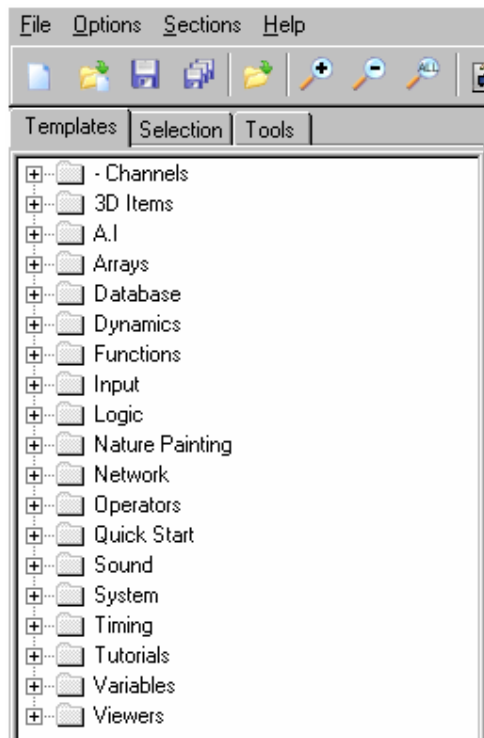 File Options Sections Help
ALL
Templates Selection Tools
- Channels
3D Items
A.I
Arrays
Database
Dynamics
Functions
Input
Logic
Nature Painting
Network
Operators
Quick Start
Sound
System
Timing
Tutorials
Variables
Viewers